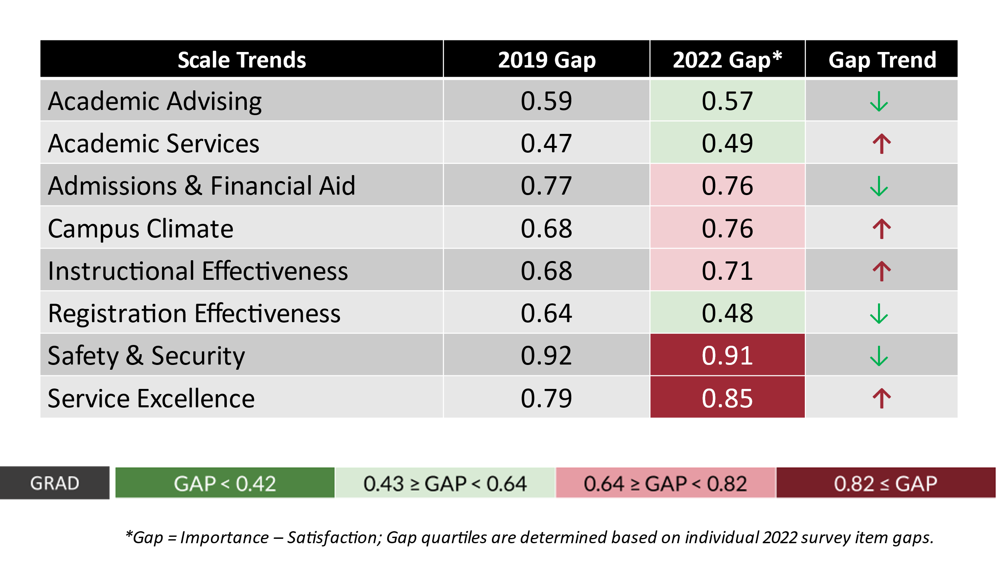 Scale Trends 2019 Gap 2022 Gap* Gap Trend
Academic Advising 0.59 0.57 ↓
Academic Services 0.47 0.49 ↑
Admissions & Financial Aid 0.77 0.76 ↓
Campus Climate 0.68 0.76 ↑
Instructional Effectiveness 0.68 0.71 ↑
Registration Effectiveness 0.64 0.48 ↓
Safety & Security 0.92 0.91 ↓
Service Excellence 0.79 0.85 ↑
GRAD GAP < 0.42 0.43 ≥ GAP < 0.64 0.64 ≥ GAP < 0.82 0.82 ≤ GAP
*Gap = Importance – Satisfaction; Gap quartiles are determined based on individual 2022 survey item gaps.